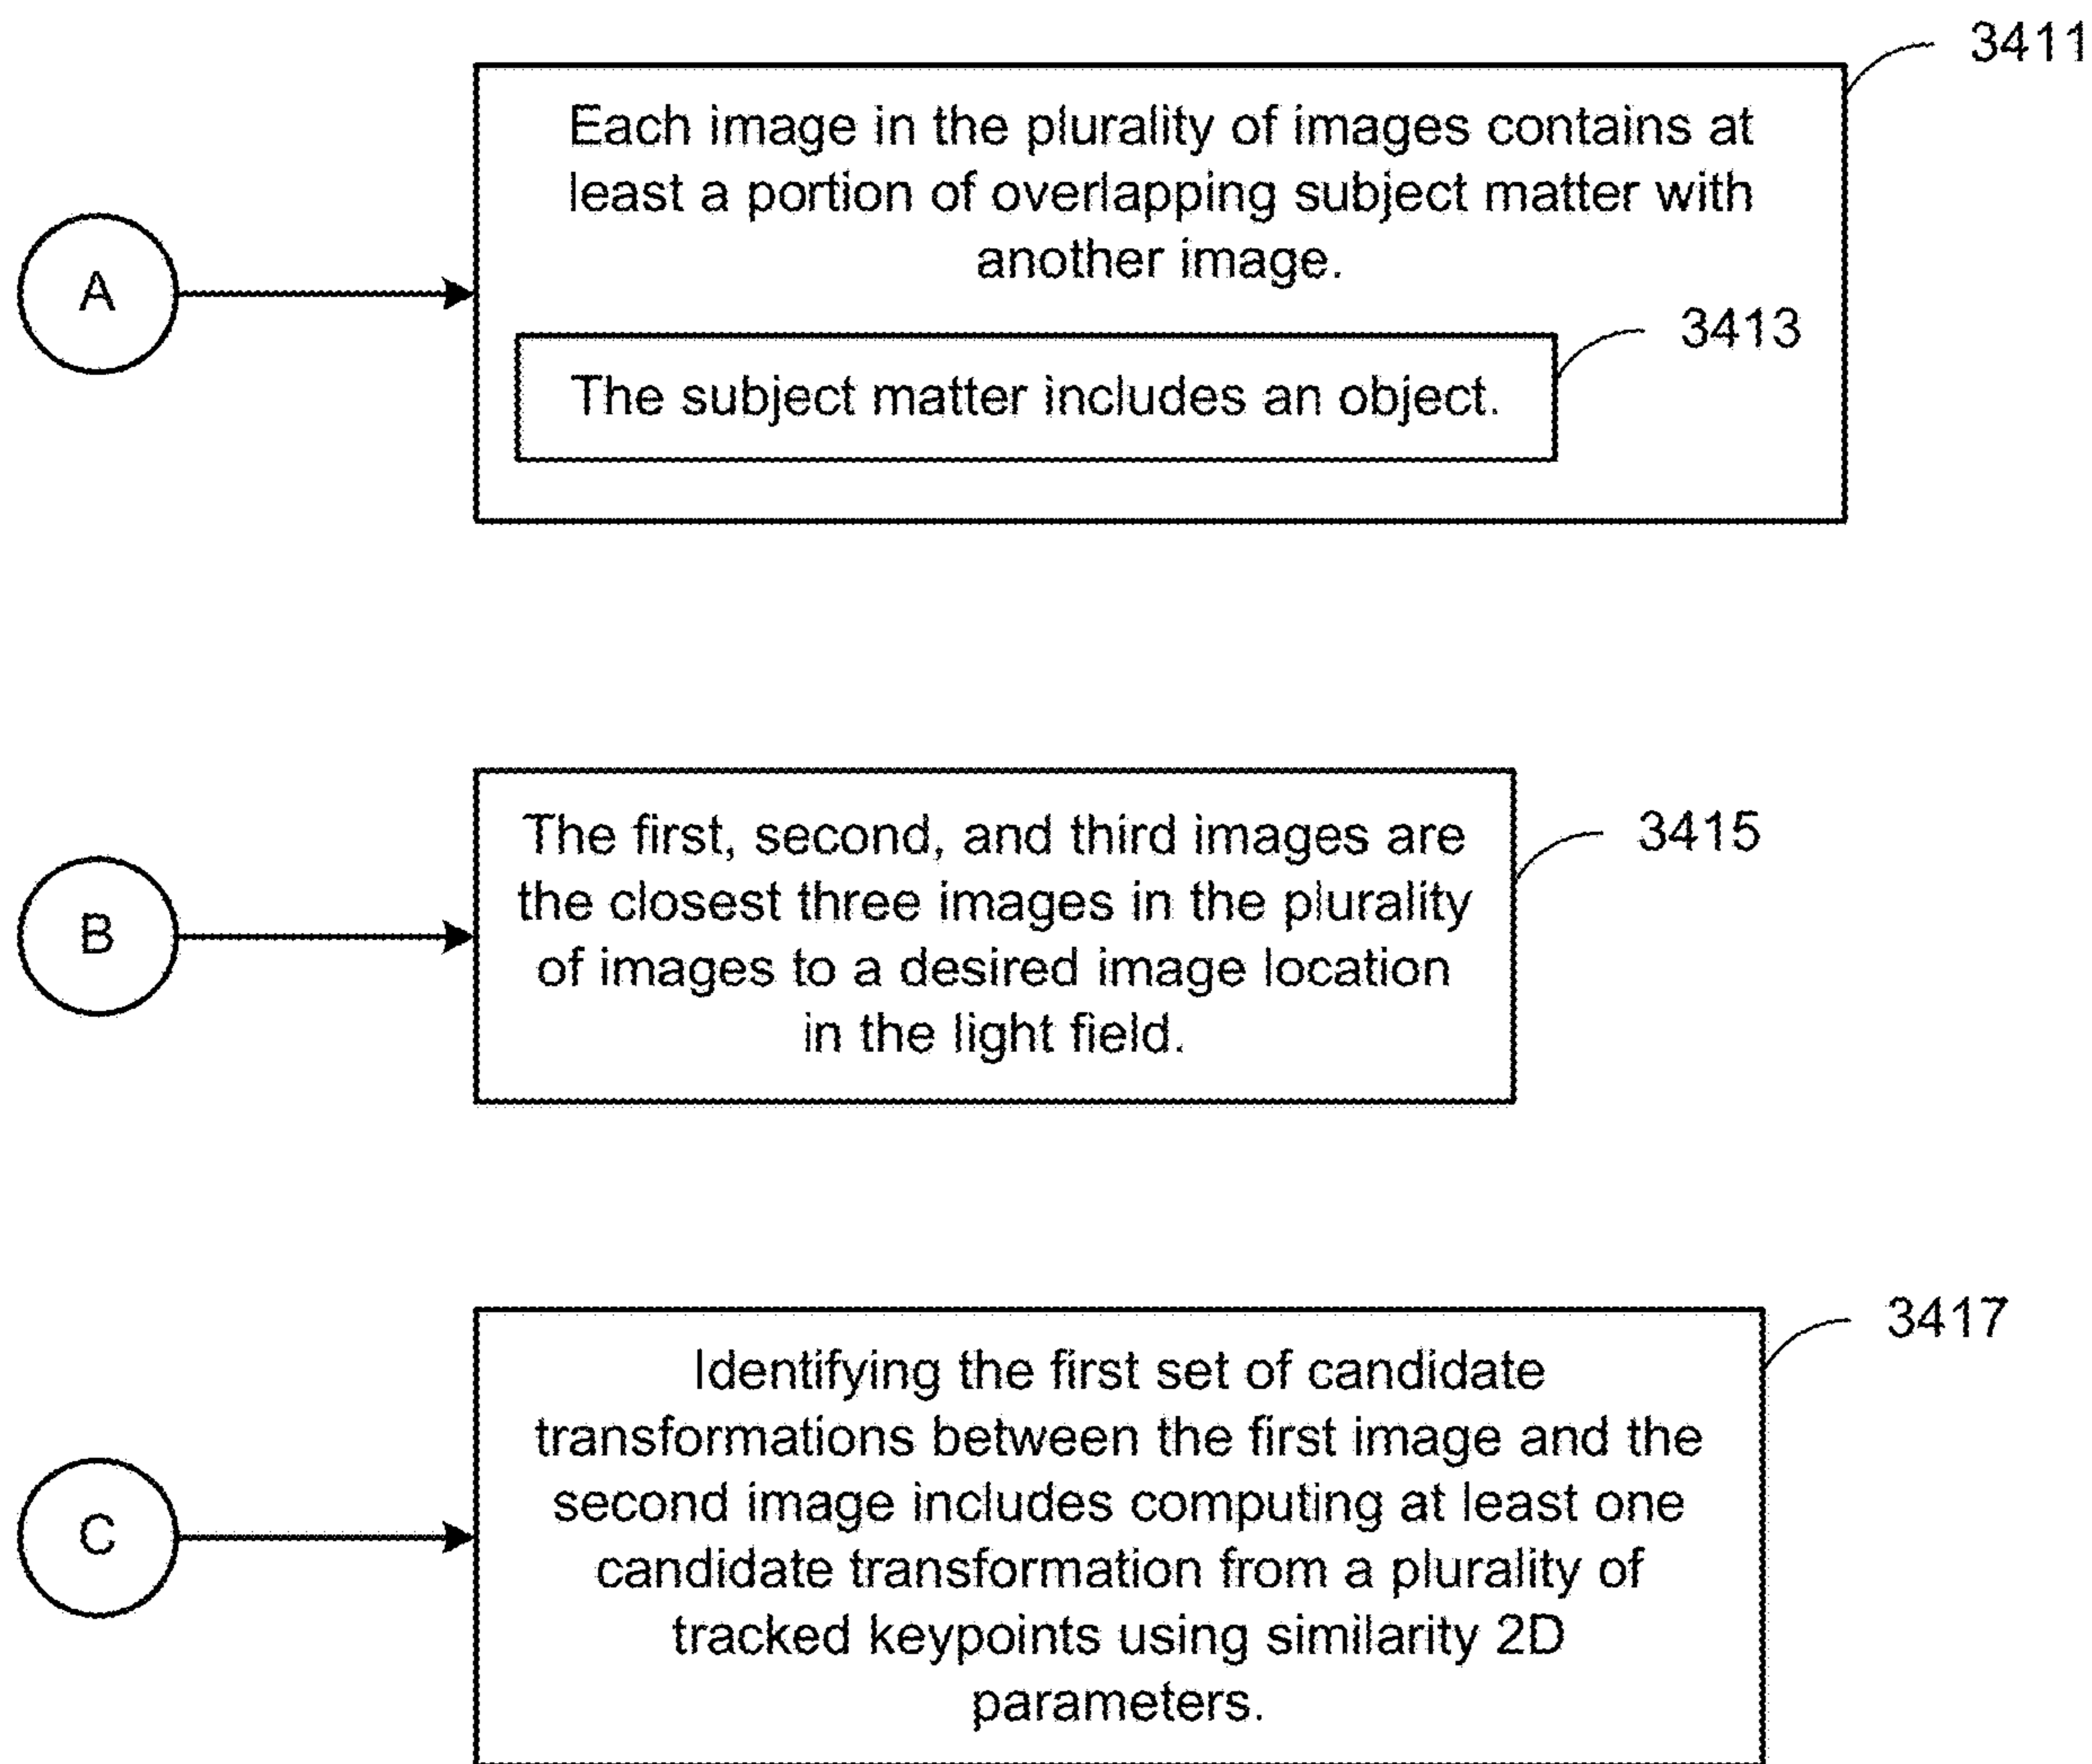 3411
Each image in the plurality of images contains at
least a portion of overlapping subject matter with
another image.
A
3413
The subject matter includes an object.
The first, second, and third images are
3415
the closest three images in the plurality
B
of images to a desired image location
in the light field.
3417
Identifying the first set of candidate
transformations between the first image and the
second image includes computing at least one
C
candidate transformation from a plurality of
tracked keypoints using similarity 2D
parameters.